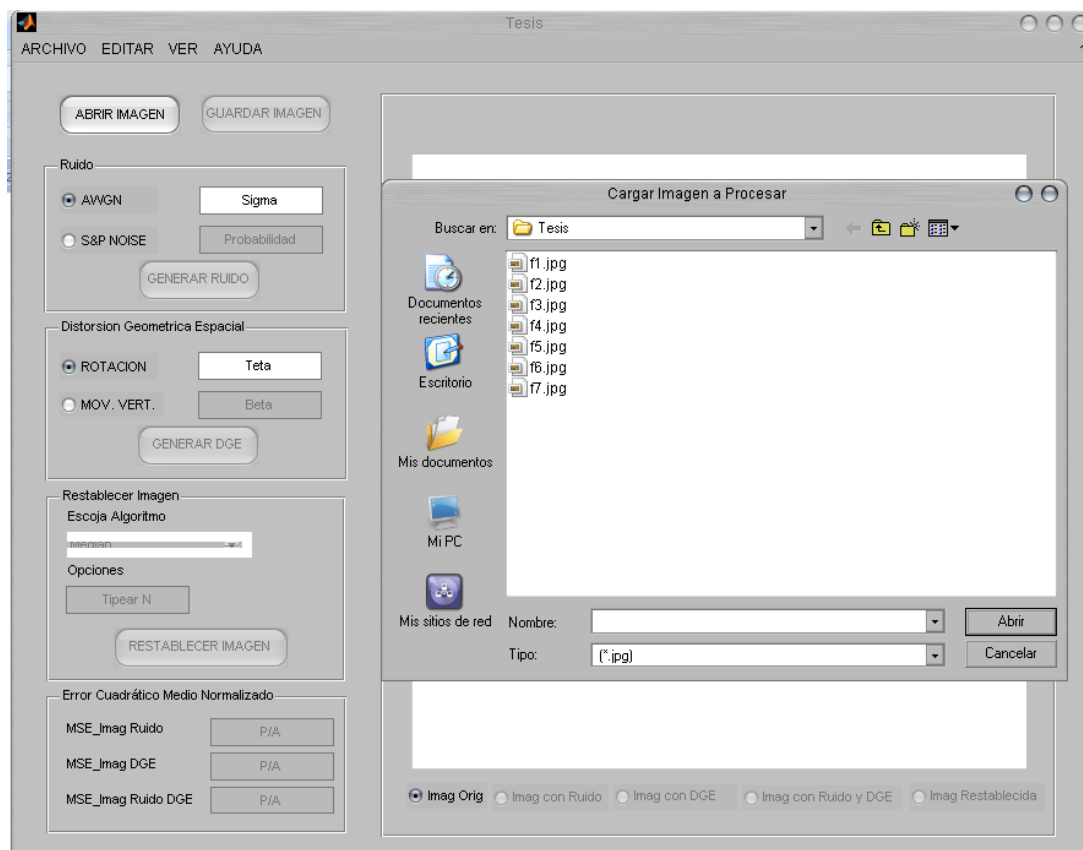 Tesis
ARCHIVO EDITAR VER AYUDA
ABRIR IMAGEN GUARDAR IMAGEN
Ruido
AWGN Sigma
S&P NOISE Probabilidad
GENERAR RUIDO
Distorsion Geometrica Espacial
ROTACION Teta
MOV. VERT. Beta
GENERAR DGE
Restablecer Imagen
Escoja Algoritmo
Median
Opciones
Tipear N
RESTABLECER IMAGEN
Error Cuadrático Medio Normalizado
MSE_Imag Ruido P/A
MSE_Imag DGE P/A
MSE_Imag Ruido DGE P/A
Cargar Imagen a Procesar
Buscar en: Tesis
Documentos
recientes
Escritorio
Mis documentos
Mi PC
Mis sitios de red
f1.jpg
f2.jpg
f3.jpg
f4.jpg
f5.jpg
f6.jpg
f7.jpg
Nombre: Abrir
Tipo: (*.jpg) Cancelar
Imag Orig Imag con Ruido Imag con DGE Imag con Ruido y DGE Imag Restablecida